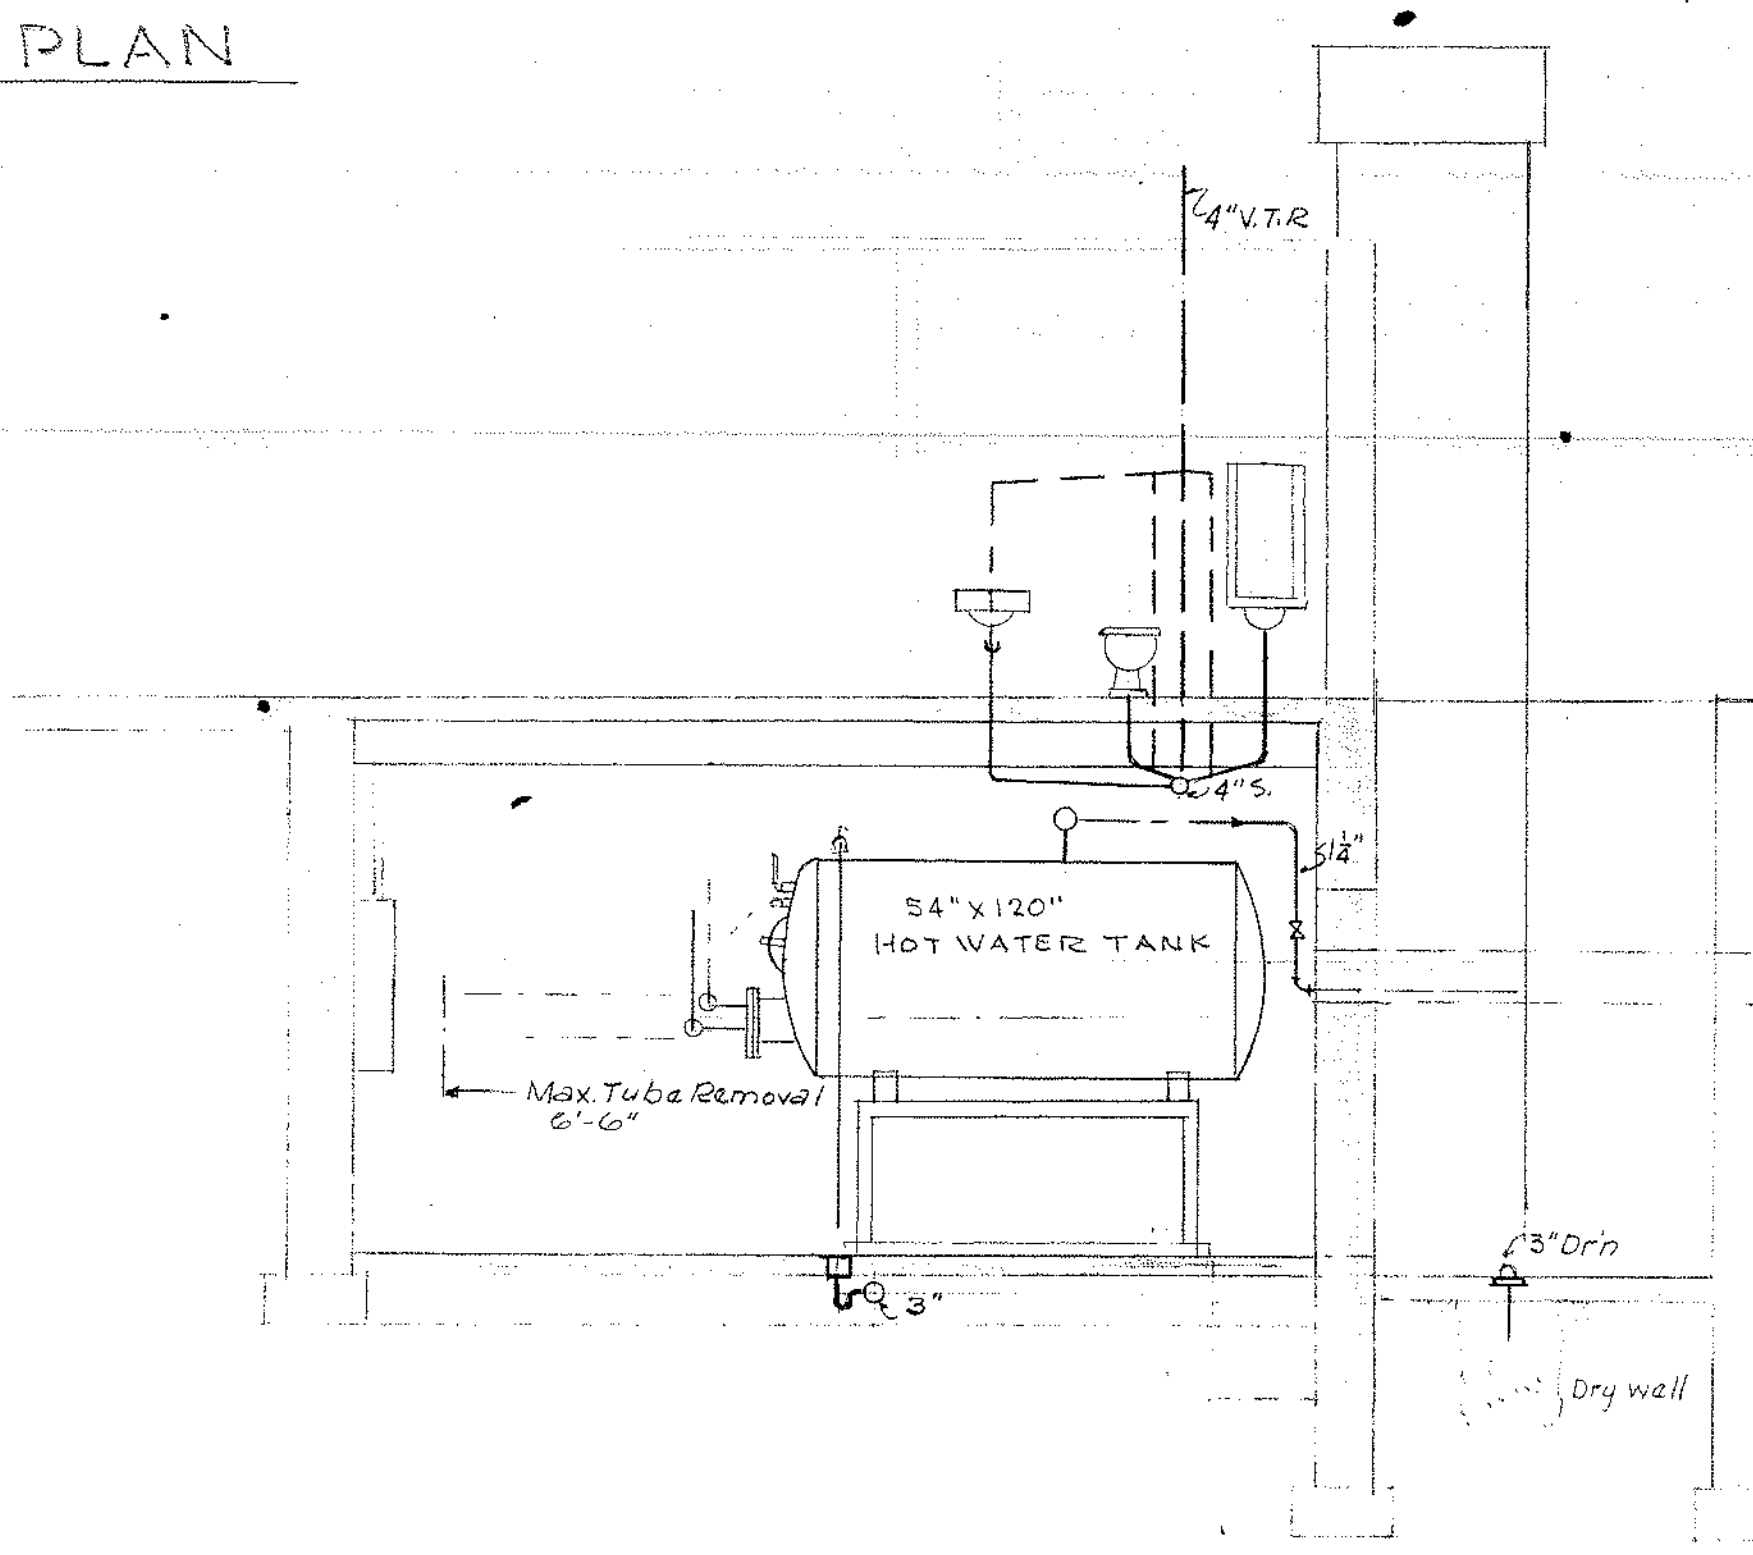 PLAN
4" V.T.R
4" S.
1¼"
54" X 120"
HOT WATER TANK
Max. Tube Removal
6'-6"
3" Dr'n
3"
Dry well